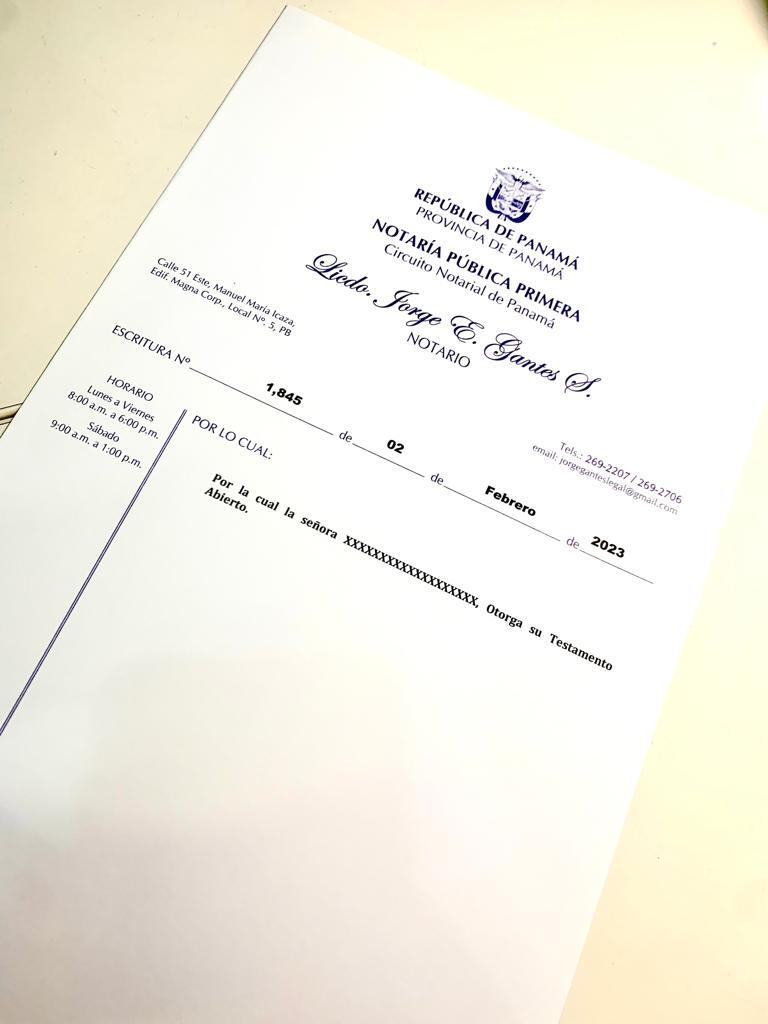 REPÚBLICA DE PANAMÁ
PROVINCIA DE PANAMÁ
NOTARÍA PÚBLICA PRIMERA
Circuito Notarial de Panamá
Licdo. Jorge E. Gantes S.
NOTARIO
Calle 51 Este, Manuel María Icaza,
Edif. Magna Corp., Local Nº. 5, PB
Tels.: 269-2207 / 269-2706
email: jorgeganteslegal@gmail.com
ESCRITURA Nº 1,845 de 02 de Febrero de 2023
HORARIO
Lunes a Viernes
8:00 a.m. a 6:00 p.m.
Sábado
9:00 a.m. a 1:00 p.m.
POR LO CUAL:
Por la cual la señora XXXXXXXXXXXXXXXXXXXX, Otorga su Testamento
Abierto.